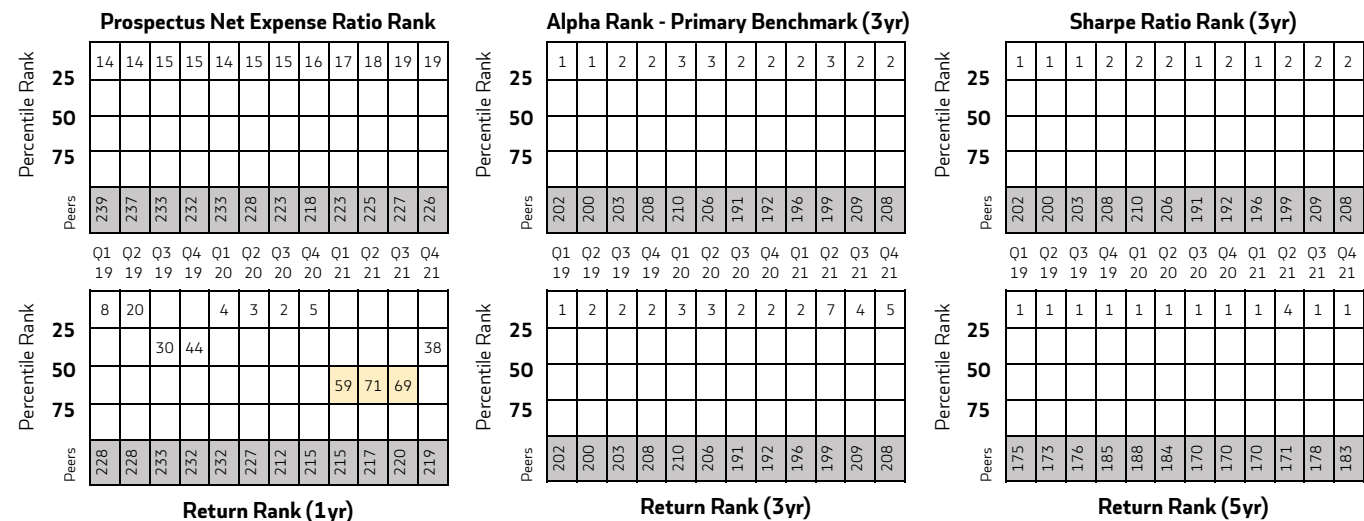 Prospectus Net Expense Ratio Rank
Percentile Rank
25
50
75
Peers
14 14 15 15 14 15 15 16 17 18 19 19
239 237 233 232 233 228 223 218 223 225 227 226
Alpha Rank - Primary Benchmark (3yr)
Percentile Rank
25
50
75
Peers
1 1 2 2 3 3 2 2 2 3 2 2
202 200 203 208 210 206 191 192 196 199 209 208
Sharpe Ratio Rank (3yr)
Percentile Rank
25
50
75
Peers
1 1 1 2 2 2 1 2 1 2 2 2
202 200 203 208 210 206 191 192 196 199 209 208
Q1 Q2 Q3 Q4 Q1 Q2 Q3 Q4 Q1 Q2 Q3 Q4
19 19 19 19 20 20 20 20 21 21 21 21
Q1 Q2 Q3 Q4 Q1 Q2 Q3 Q4 Q1 Q2 Q3 Q4
19 19 19 19 20 20 20 20 21 21 21 21
Q1 Q2 Q3 Q4 Q1 Q2 Q3 Q4 Q1 Q2 Q3 Q4
19 19 19 19 20 20 20 20 21 21 21 21
Percentile Rank
25
50
75
Peers
8 20 4 3 2 5
30 44 38
59 71 69
228 228 233 232 232 227 212 215 215 217 220 219
Return Rank (1yr)
Percentile Rank
25
50
75
Peers
1 2 2 2 3 3 2 2 2 7 4 5
202 200 203 208 210 206 191 192 196 199 209 208
Return Rank (3yr)
Percentile Rank
25
50
75
Peers
1 1 1 1 1 1 1 1 1 4 1 1
175 173 176 185 188 184 170 170 170 171 178 183
Return Rank (5yr)